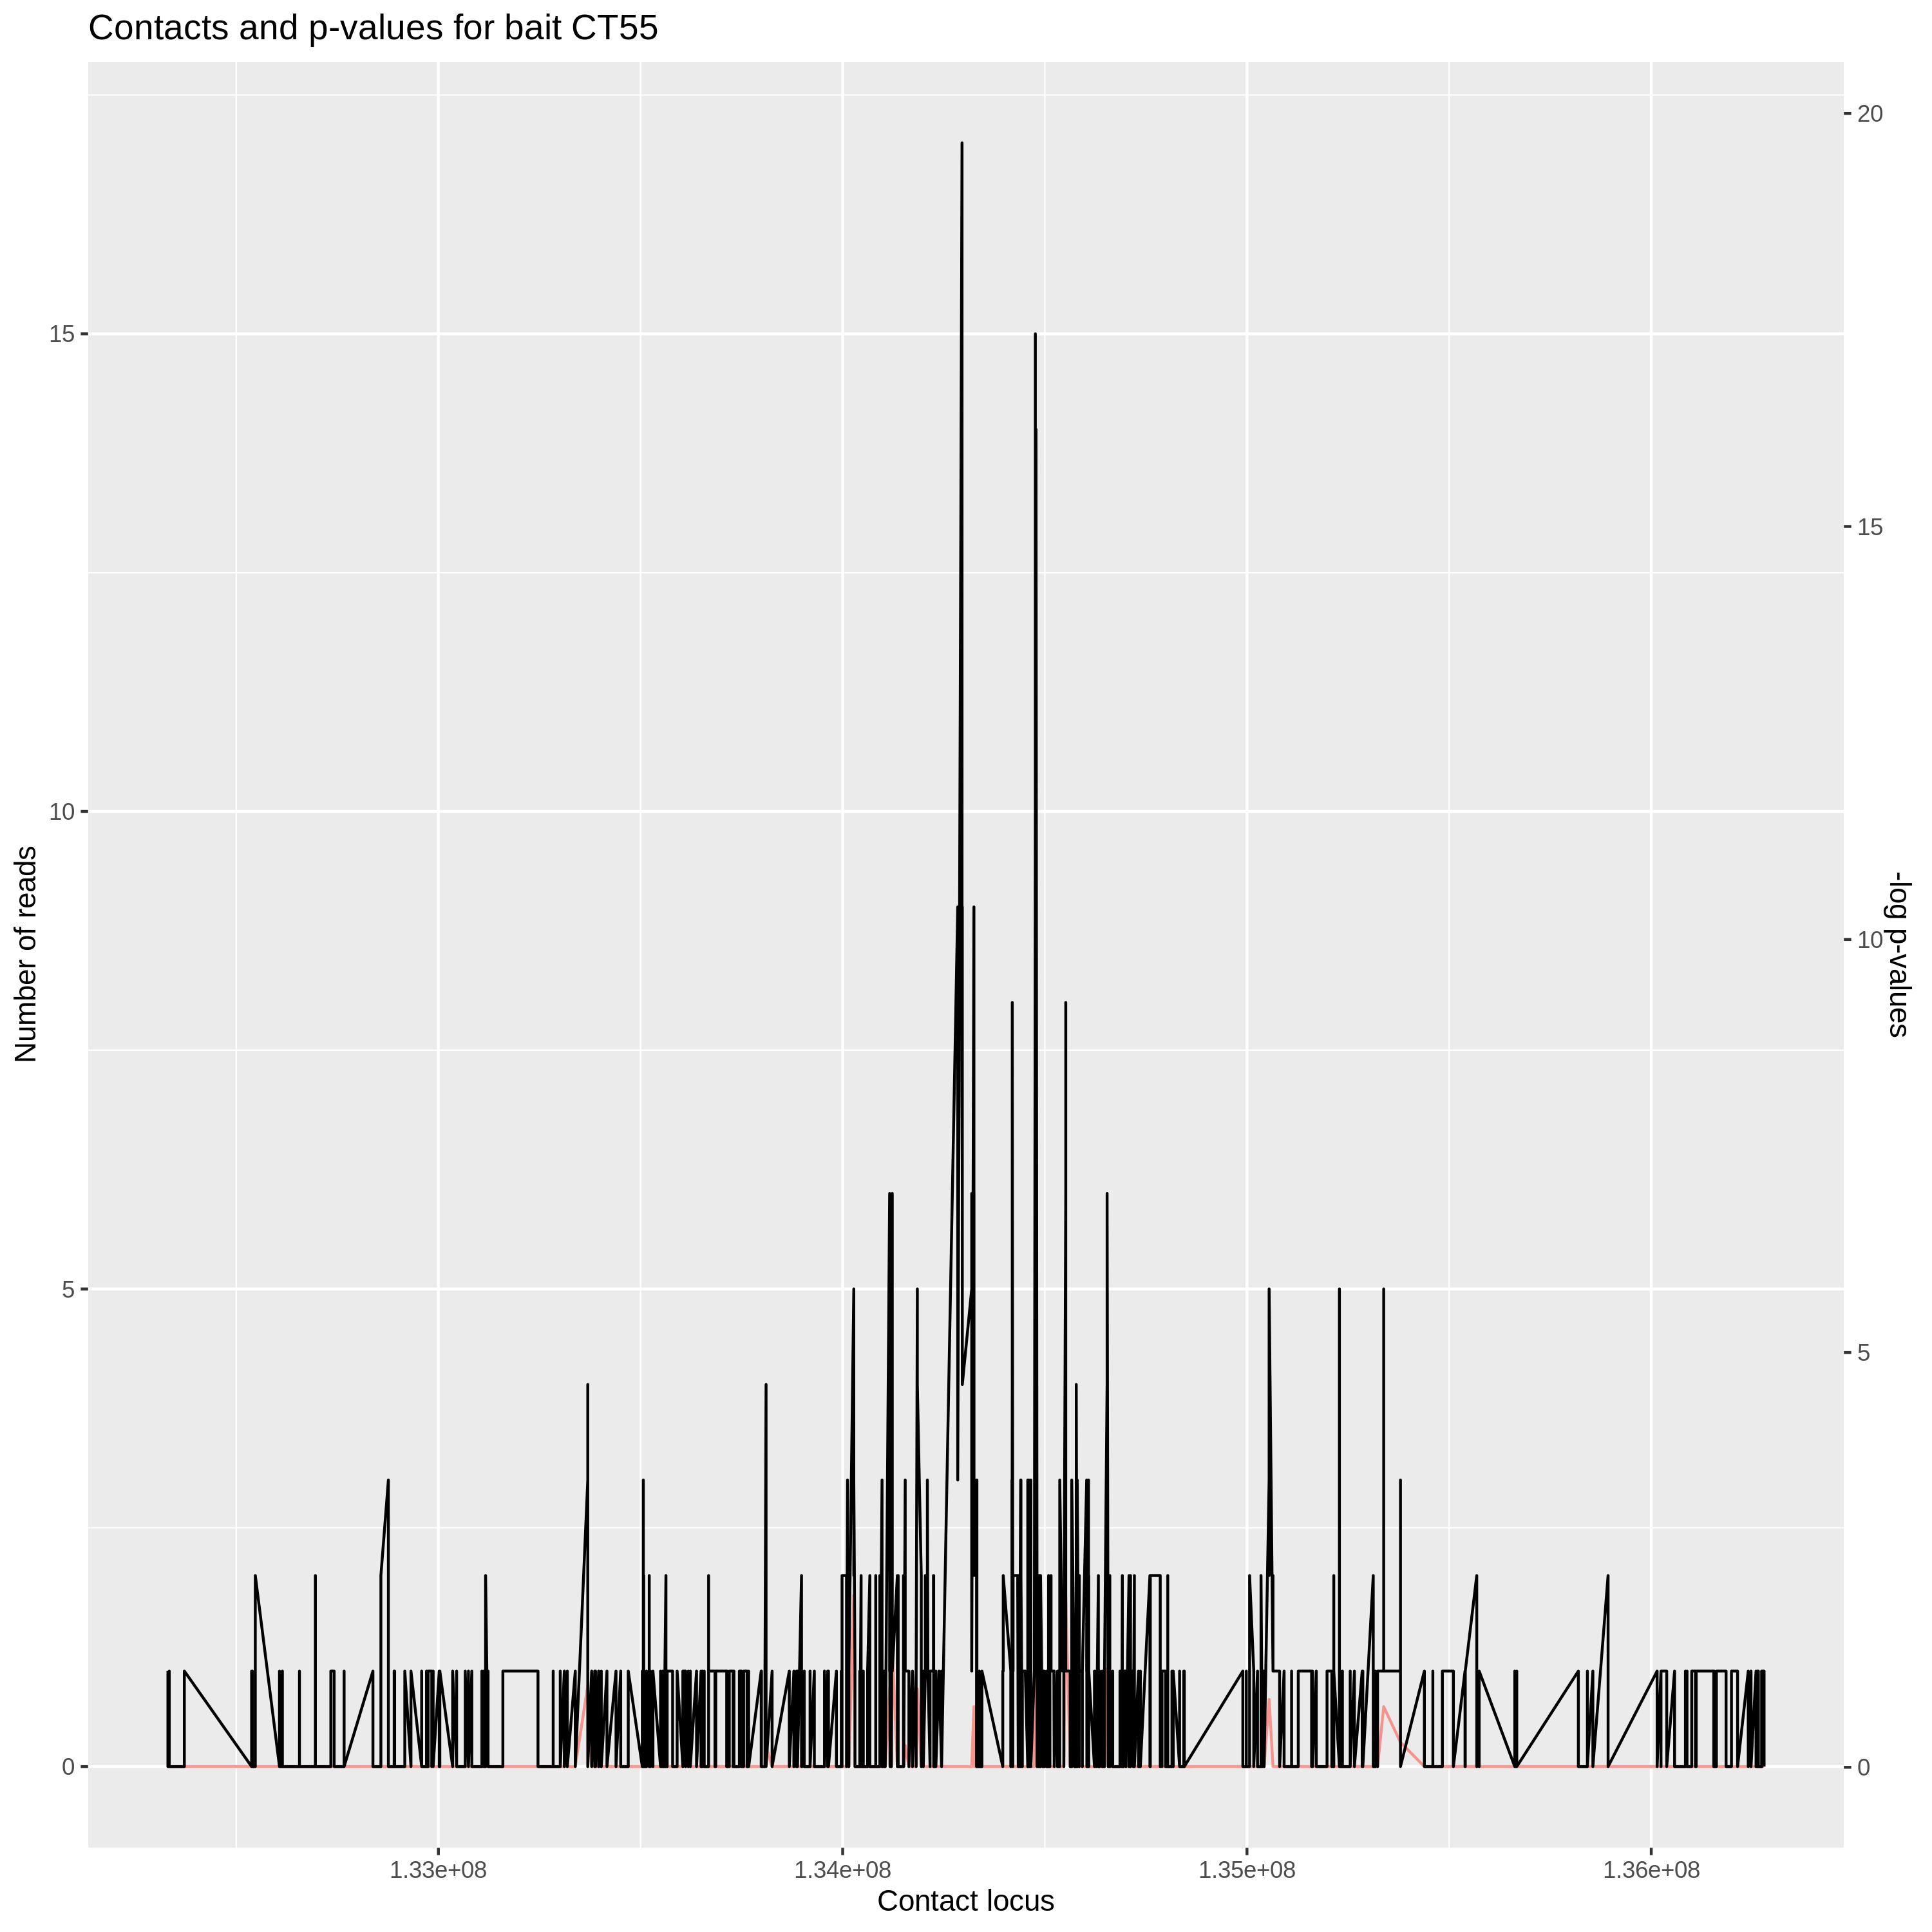 Contacts and p-values for bait CT55
20
15
15
10
10
5
5
0
0
Number of reads
-log p-values
1.33e+08
1.34e+08
1.35e+08
1.36e+08
Contact locus